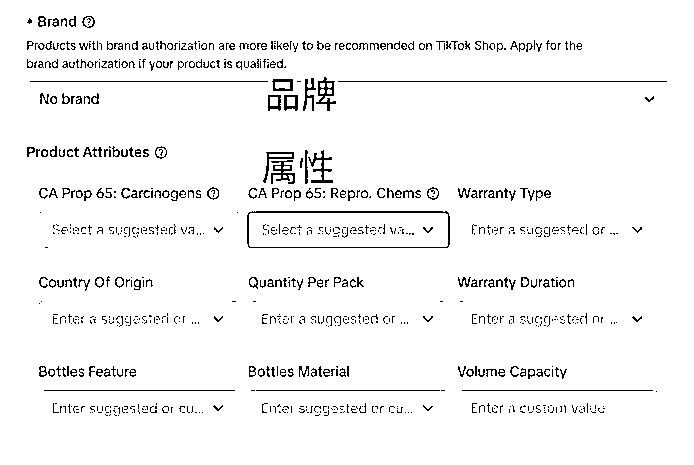 * Brand
Products with brand authorization are more likely to be recommended on TikTok Shop. Apply for the
brand authorization if your product is qualified.
品牌
No brand
Product Attributes
属性
CA Prop 65: Carcinogens CA Prop 65: Repro. Chems Warranty Type
Select a suggested va... Select a suggested va... Enter a suggested or ...
Country Of Origin Quantity Per Pack Warranty Duration
Enter a suggested or ... Enter a suggested or ... Enter a suggested or ...
Bottles Feature Bottles Material Volume Capacity
Enter suggested or cu... Enter suggested or cu... Enter a custom value